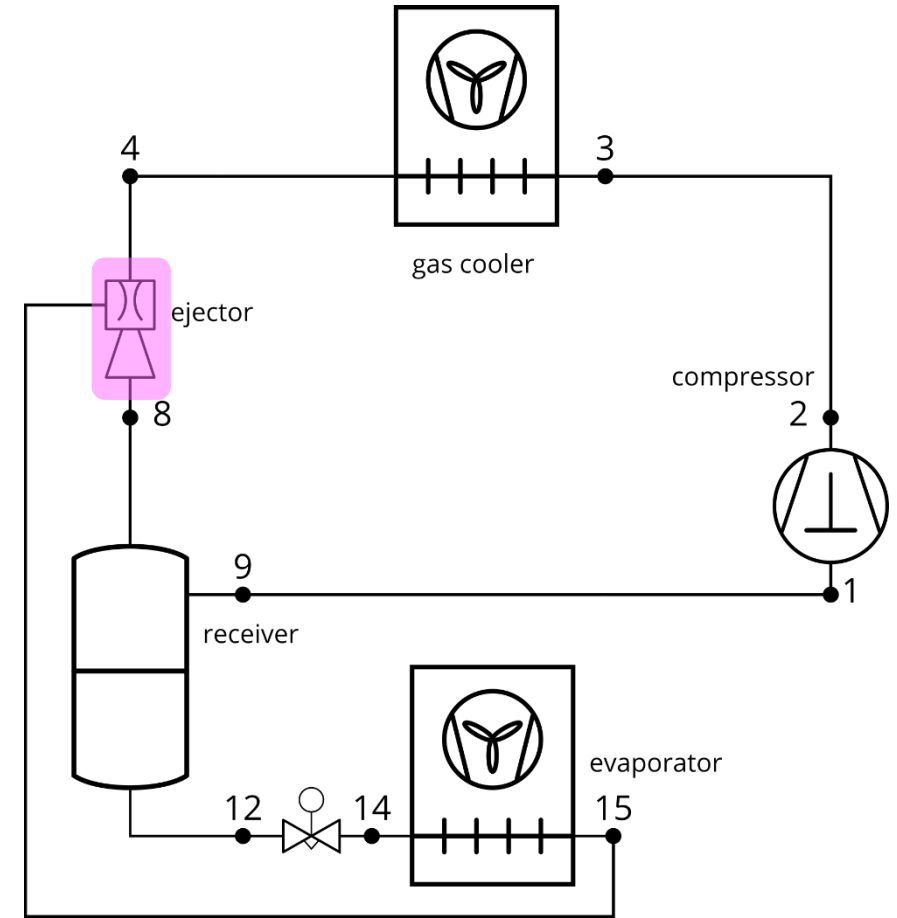 4
3
gas cooler
ejector
compressor
2
8
9
1
receiver
evaporator
12
14
15